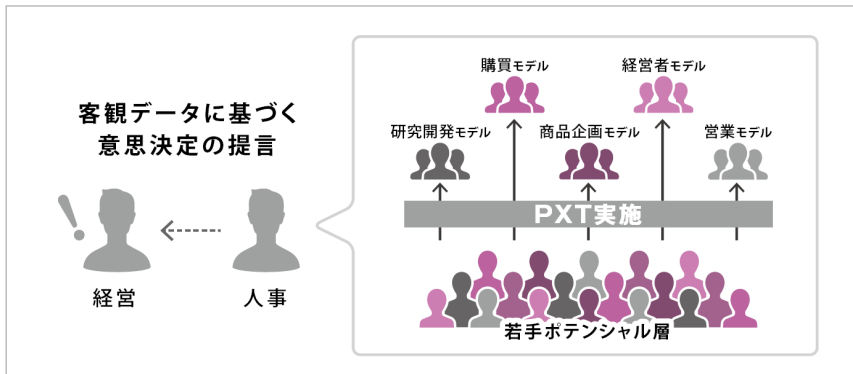 客観データに基づく
意思決定の提言
経営
人事
購買モデル
経営者モデル
研究開発モデル
商品企画モデル
営業モデル
PXT実施
若手ポテンシャル層